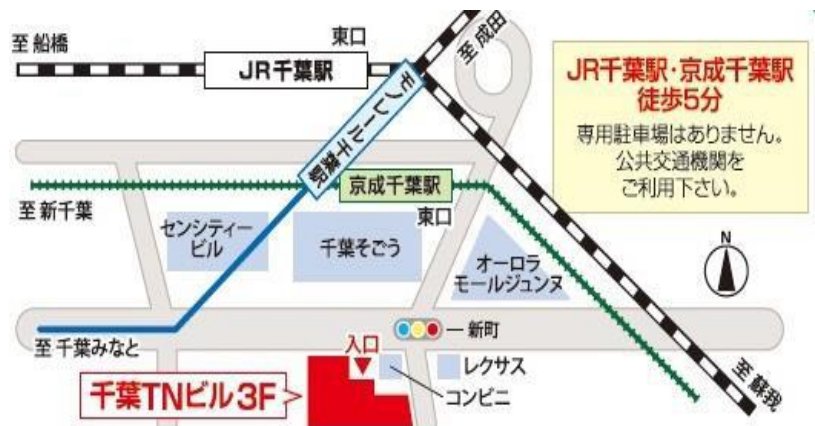 至 船橋
東口
JR千葉駅
至 成田
モノレール千葉駅
JR千葉駅・京成千葉駅
徒歩5分
専用駐車場はありません。
公共交通機関を
ご利用下さい。
至 新千葉
京成千葉駅
東口
センシティー
ビル
千葉そごう
オーロラ
モールジュンヌ
N
至 千葉みなと
新町
入口
レクサス
コンビニ
至 蘇我
千葉TNビル3F